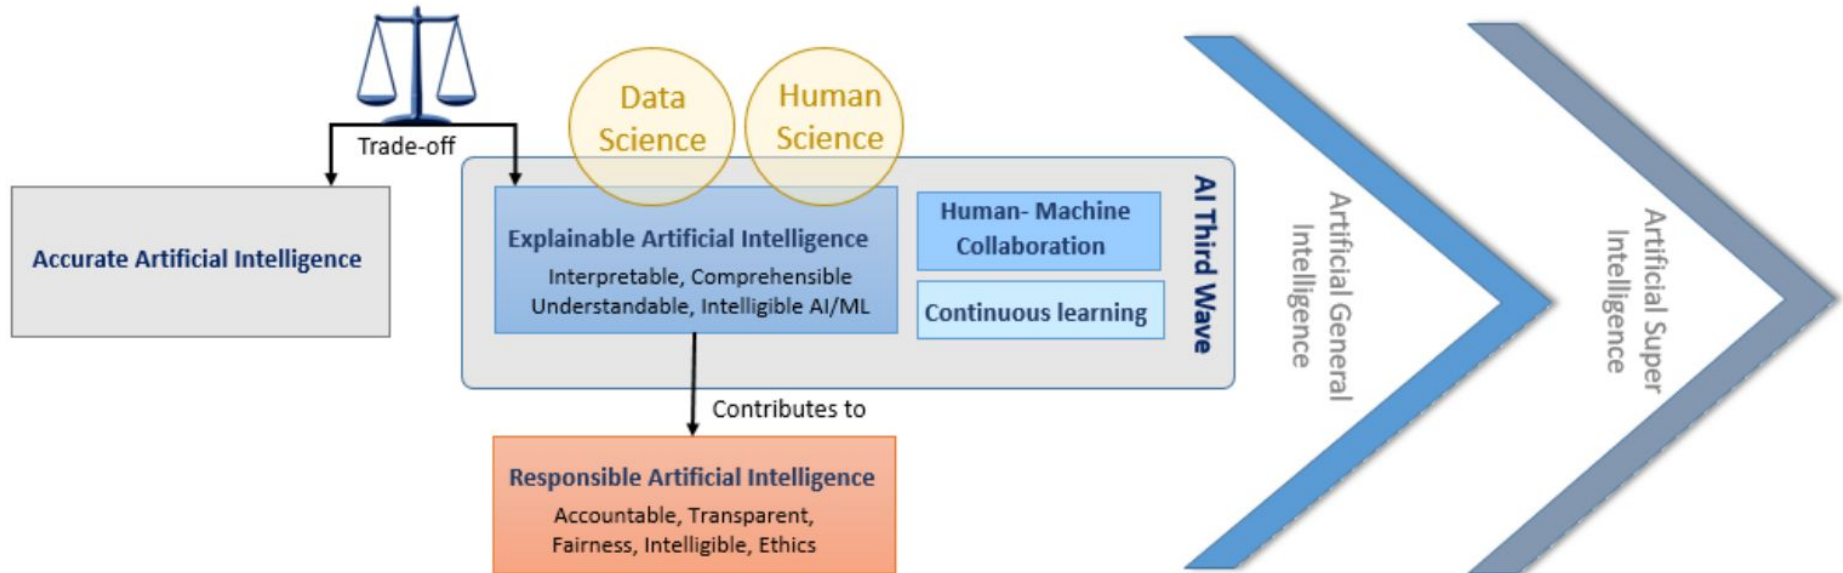 Trade-off
Data
Science
Human
Science
Accurate Artificial Intelligence
Explainable Artificial Intelligence
Interpretable, Comprehensible
Understandable, Intelligible AI/ML
Human- Machine
Collaboration
Continuous learning
AI Third Wave
Contributes to
Responsible Artificial Intelligence
Accountable, Transparent,
Fairness, Intelligible, Ethics
Artificial General
Intelligence
Artificial Super
Intelligence